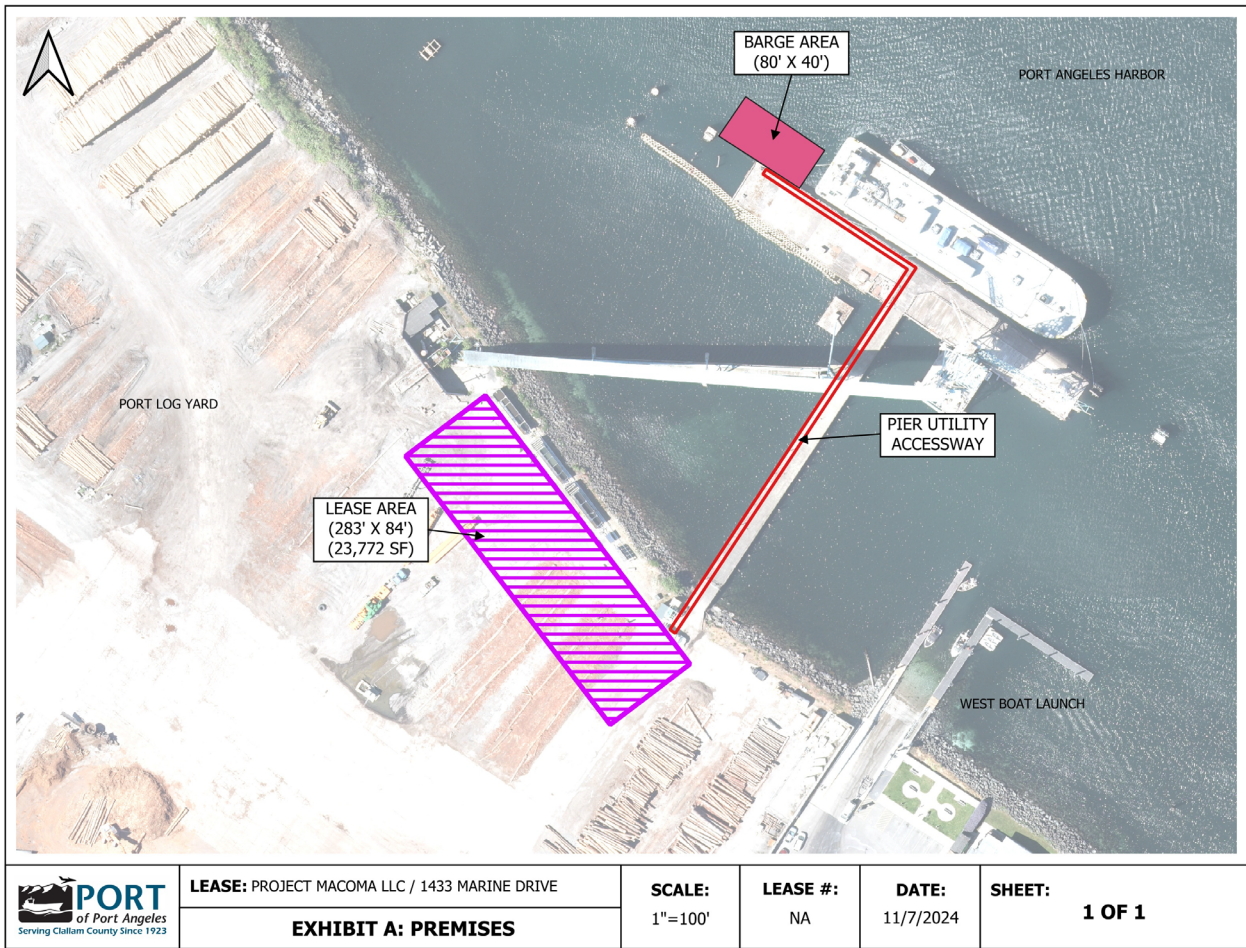 BARGE AREA
(80' X 40')
PORT ANGELES HARBOR
PORT LOG YARD
PIER UTILITY
ACCESSWAY
LEASE AREA
(283' X 84')
(23,772 SF)
WEST BOAT LAUNCH
PORT
of Port Angeles
Serving Clallam County Since 1923
LEASE: PROJECT MACOMA LLC / 1433 MARINE DRIVE
EXHIBIT A: PREMISES
SCALE:
1"=100'
LEASE #:
NA
DATE:
11/7/2024
SHEET:
1 OF 1